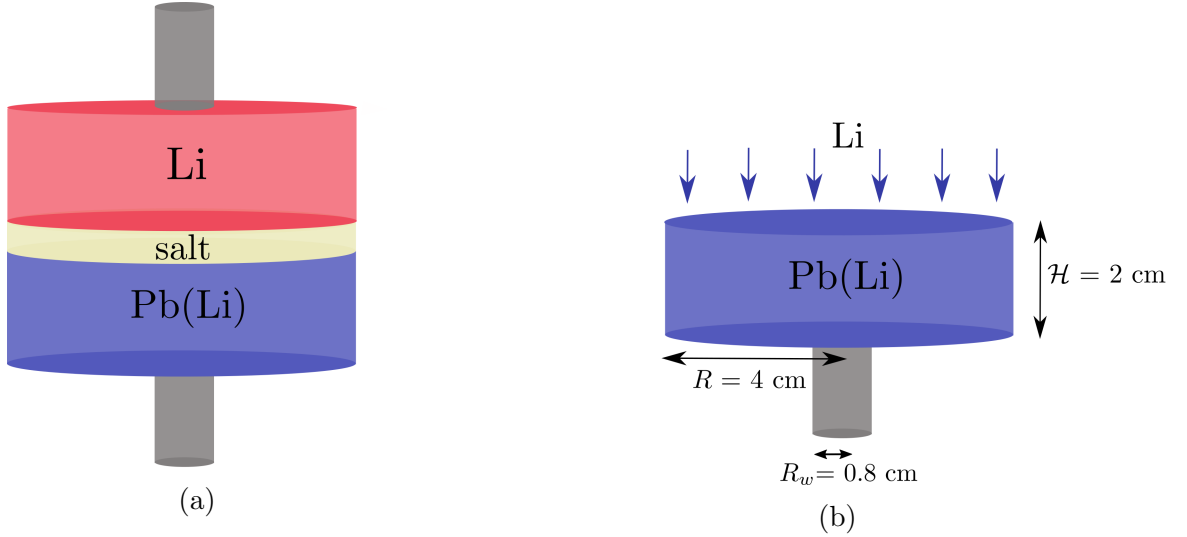 Li
salt
Pb(Li)
(a)
Li
Pb(Li)
ℋ = 2 cm
R = 4 cm
R_w= 0.8 cm
(b)